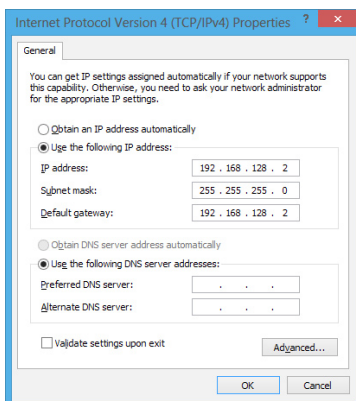 Internet Protocol Version 4 (TCP/IPv4) Properties ? ×
General
You can get IP settings assigned automatically if your network supports
this capability. Otherwise, you need to ask your network administrator
for the appropriate IP settings.
Obtain an IP address automatically
Use the following IP address:
IP address: 192 . 168 . 128 . 2
Subnet mask: 255 . 255 . 255 . 0
Default gateway: 192 . 168 . 128 . 2
Obtain DNS server address automatically
Use the following DNS server addresses:
Preferred DNS server: . . .
Alternate DNS server: . . .
Validate settings upon exit
Advanced...
OK Cancel